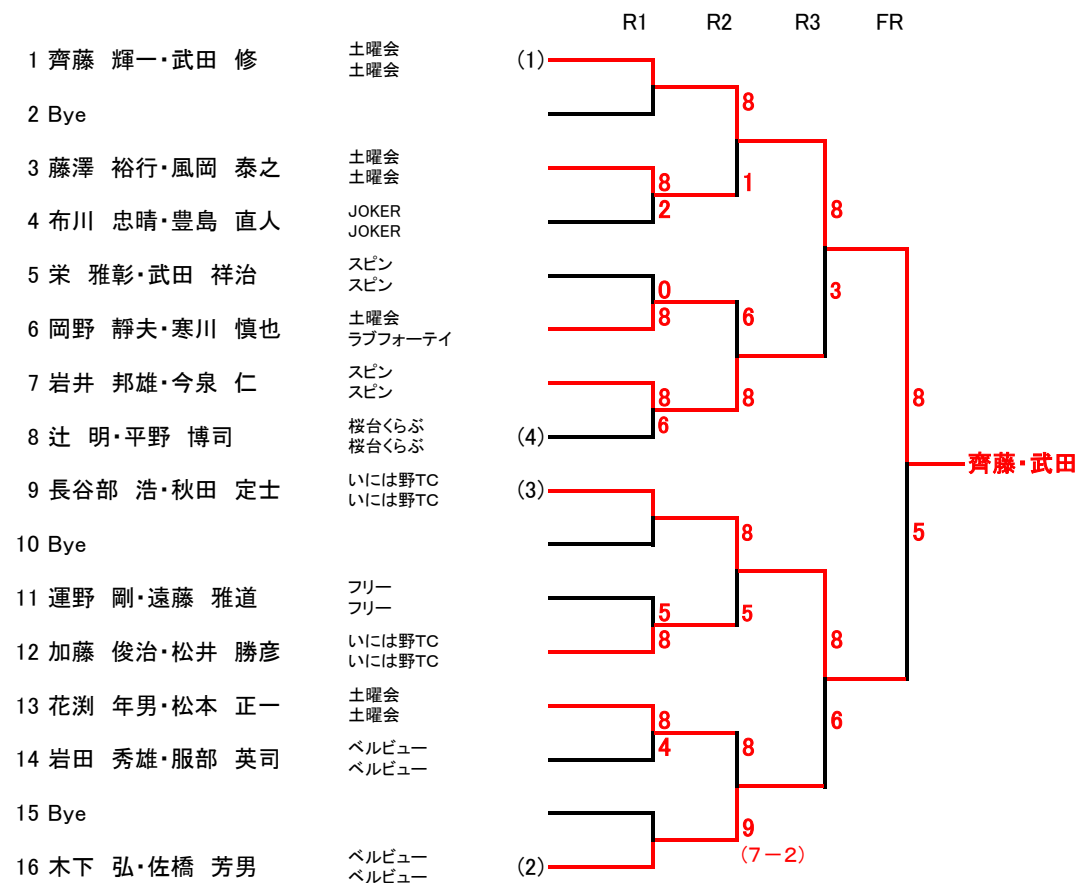 R1 R2 R3 FR
1 齊藤 輝一・武田 修 土曜会 (1)
土曜会
8
2 Bye
3 藤澤 裕行・風岡 泰之 土曜会
土曜会
8 1
2 8
4 布川 忠晴・豊島 直人 JOKER
JOKER
5 栄 雅彰・武田 祥治 スピン
スピン
0 3
6 岡野 靜夫・寒川 慎也 土曜会
ラブフォーテイ
8 6
7 岩井 邦雄・今泉 仁 スピン
スピン
8 8 8
6
8 辻 明・平野 博司 桜台くらぶ (4)
桜台くらぶ
齊藤・武田
9 長谷部 浩・秋田 定士 いには野TC (3)
いには野TC
8 5
10 Bye
11 運野 剛・遠藤 雅道 フリー
フリー
5 5
8 8
12 加藤 俊治・松井 勝彦 いには野TC
いには野TC
13 花渕 年男・松本 正一 土曜会
土曜会
8 6
4 8
14 岩田 秀雄・服部 英司 ベルビュー
ベルビュー
15 Bye
9
(7-2)
16 木下 弘・佐橋 芳男 ベルビュー (2)
ベルビュー